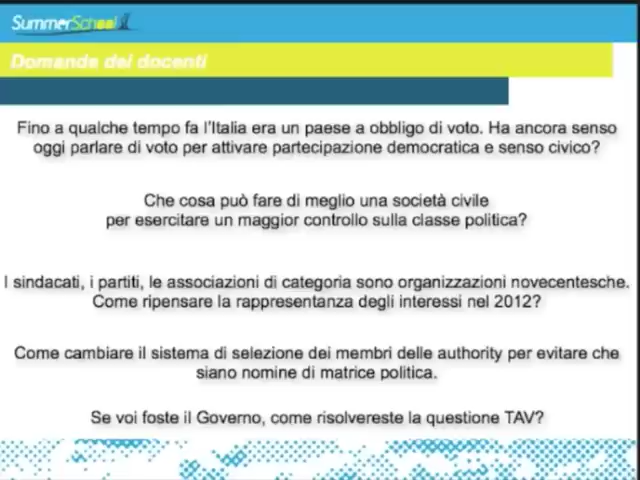 SummerSchool
Domande dei docenti
Fino a qualche tempo fa l'Italia era un paese a obbligo di voto. Ha ancora senso
oggi parlare di voto per attivare partecipazione democratica e senso civico?
Che cosa può fare di meglio una società civile
per esercitare un maggior controllo sulla classe politica?
I sindacati, i partiti, le associazioni di categoria sono organizzazioni novecentesche.
Come ripensare la rappresentanza degli interessi nel 2012?
Come cambiare il sistema di selezione dei membri delle authority per evitare che
siano nomine di matrice politica.
Se voi foste il Governo, come risolvereste la questione TAV?